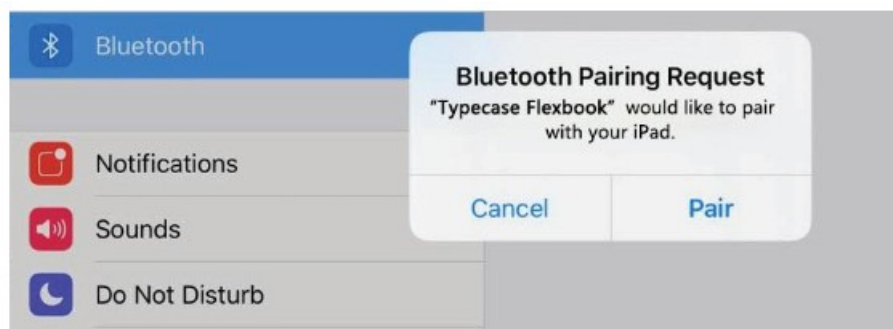 Bluetooth
Bluetooth Pairing Request
"Typecase Flexbook" would like to pair
with your iPad.
Cancel
Pair
Notifications
Sounds
Do Not Disturb